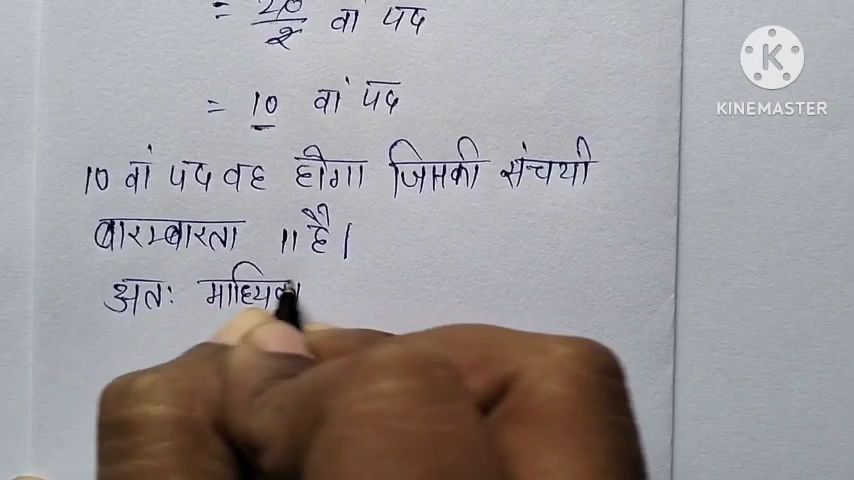 = 20/2 वां पद
= 10 वां पद
10 वां पद वह होगा जिसकी संचयी
बारम्बारता 11 है।
अतः माध्यिका
KINEMASTER